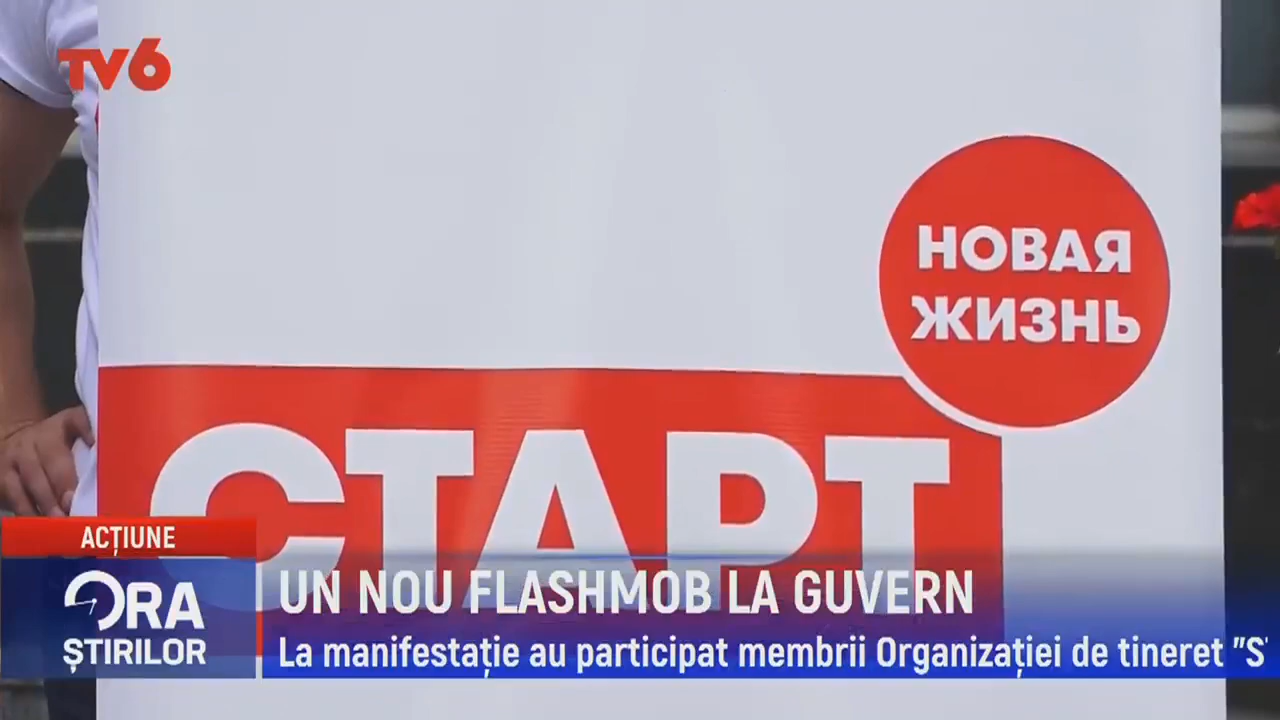 TV6
НОВАЯ
ЖИЗНЬ
СТАРТ
ACȚIUNE
ORA
ȘTIRILOR
UN NOU FLASHMOB LA GUVERN
La manifestație au participat membrii Organizației de tineret "S